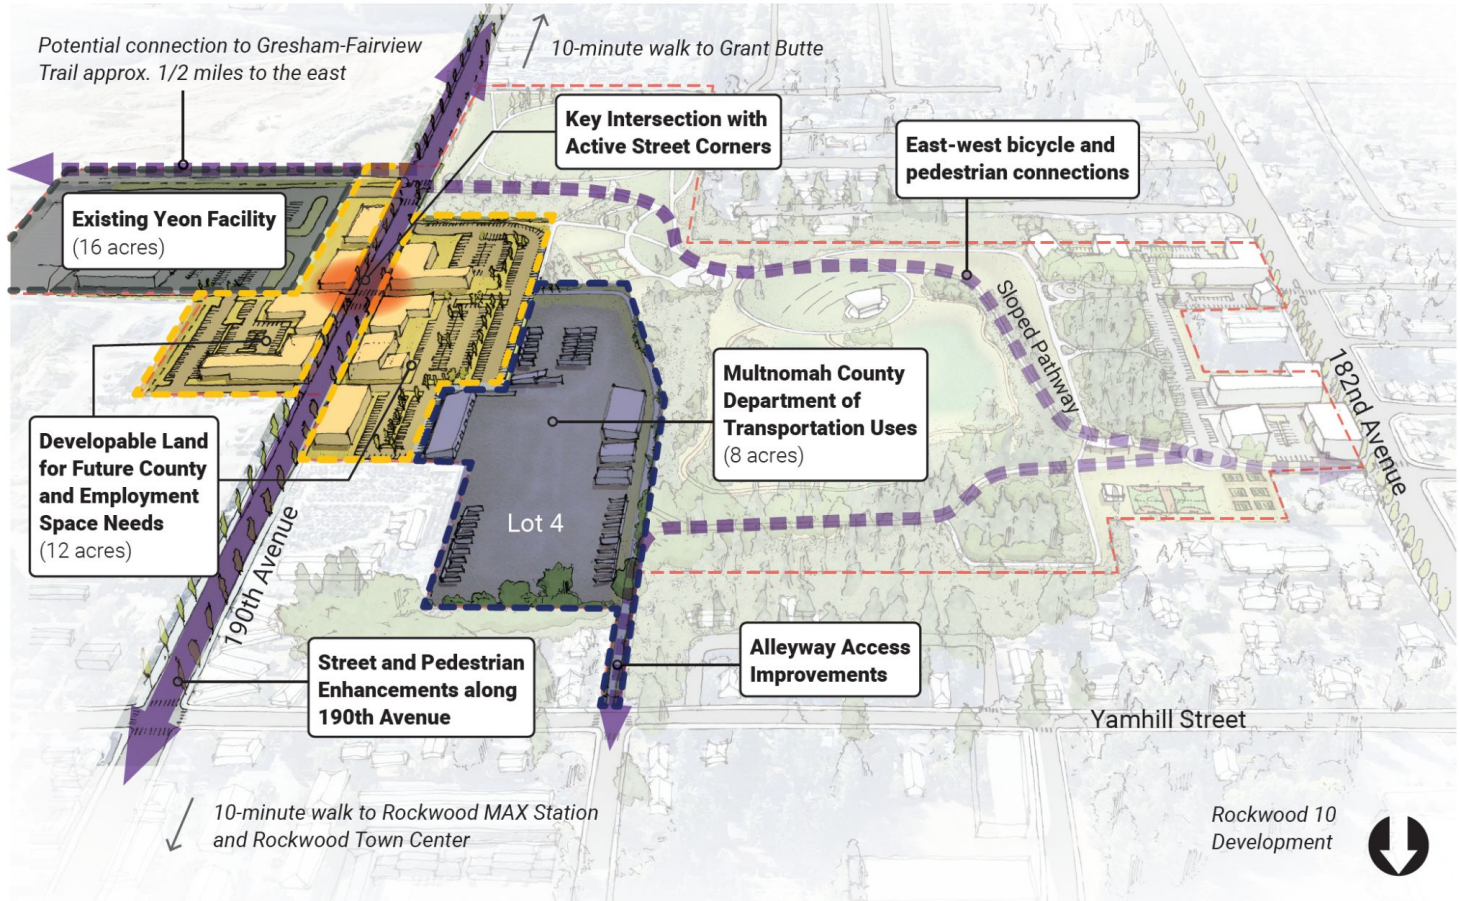 Potential connection to Gresham-Fairview
Trail approx. 1/2 miles to the east
10-minute walk to Grant Butte
Key Intersection with
Active Street Corners
East-west bicycle and
pedestrian connections
Existing Yeon Facility
(16 acres)
Sloped Pathway
182nd Avenue
Multnomah County
Department of
Transportation Uses
(8 acres)
Developable Land
for Future County
and Employment
Space Needs
(12 acres)
Lot 4
190th Avenue
Street and Pedestrian
Enhancements along
190th Avenue
Alleyway Access
Improvements
Yamhill Street
10-minute walk to Rockwood MAX Station
and Rockwood Town Center
Rockwood 10
Development